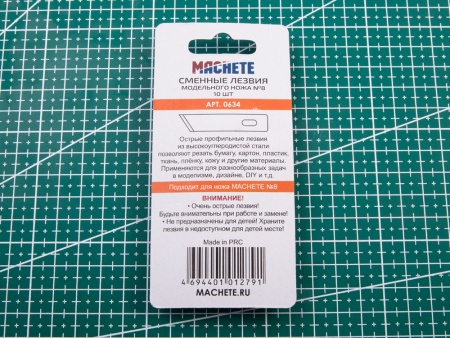 MACHETE
СМЕННЫЕ ЛЕЗВИЯ
МОДЕЛЬНОГО НОЖА №8
10 ШТ
АРТ. 0634
Острые профильные лезвия
из высокоуглеродистой стали
позволяют резать бумагу, картон, пластик,
ткань, плёнку, кожу и другие материалы.
Применяются для разнообразных задач
в моделизме, дизайне, DIY и т.д.
Подходит для ножа MACHETE №8
ВНИМАНИЕ!
• Очень острые лезвия!
Будьте внимательны при работе и замене!
• Не предназначены для детей! Храните
лезвия в недоступном для детей месте!
Made in PRC
4 694401 012791
MACHETE.RU